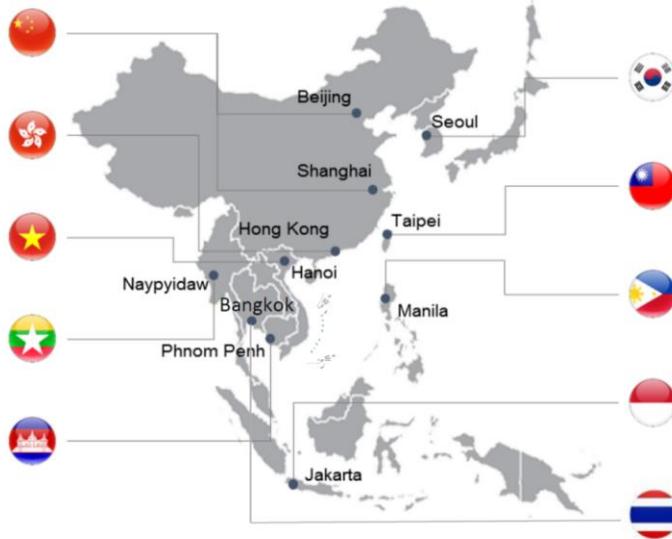 Beijing
Seoul
Shanghai
Taipei
Hong Kong
Hanoi
Naypyidaw
Bangkok
Manila
Phnom Penh
Jakarta